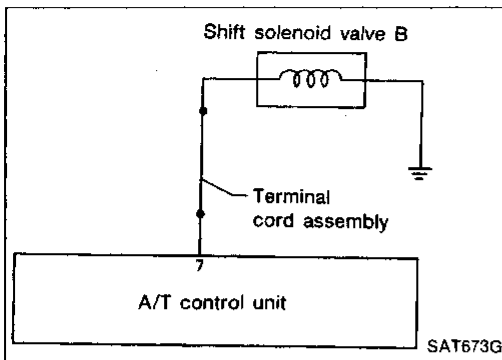 Shift solenoid valve B
Terminal
cord assembly
7
A/T control unit
SAT673G